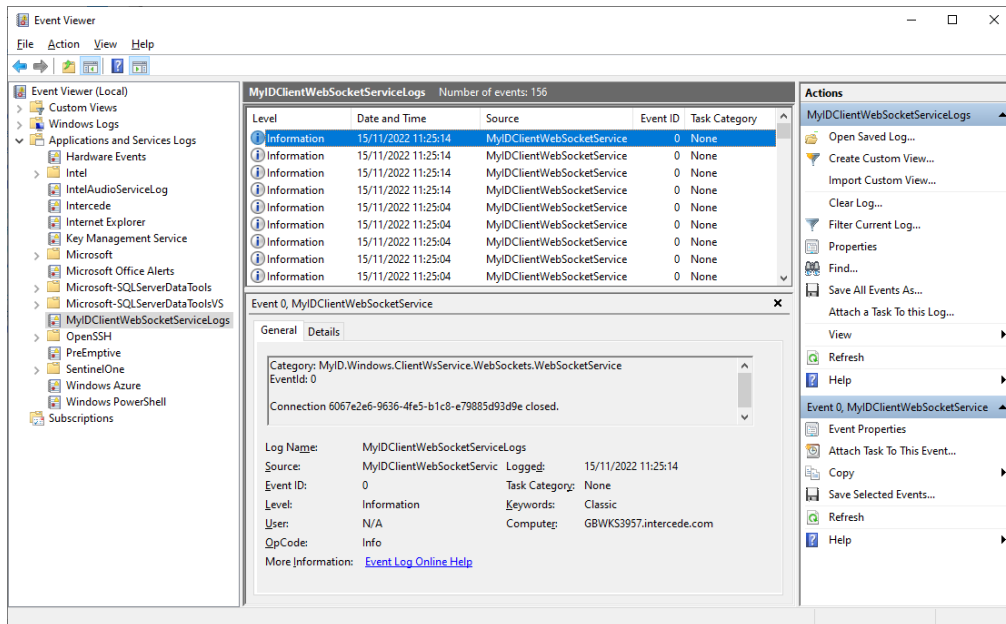 Event Viewer
File Action View Help
Event Viewer (Local)
Custom Views
Windows Logs
Applications and Services Logs
Hardware Events
Intel
IntelAudioServiceLog
Intercede
Internet Explorer
Key Management Service
Microsoft
Microsoft Office Alerts
Microsoft-SQLServerDataTools
Microsoft-SQLServerDataToolsVS
MyIDClientWebSocketServiceLogs
OpenSSH
PreEmptive
SentinelOne
Windows Azure
Windows PowerShell
Subscriptions
MyIDClientWebSocketServiceLogs Number of events: 156
Level Date and Time Source Event ID Task Category
Information 15/11/2022 11:25:14 MyIDClientWebSocketService 0 None
Information 15/11/2022 11:25:14 MyIDClientWebSocketService 0 None
Information 15/11/2022 11:25:14 MyIDClientWebSocketService 0 None
Information 15/11/2022 11:25:14 MyIDClientWebSocketService 0 None
Information 15/11/2022 11:25:04 MyIDClientWebSocketService 0 None
Information 15/11/2022 11:25:04 MyIDClientWebSocketService 0 None
Information 15/11/2022 11:25:04 MyIDClientWebSocketService 0 None
Information 15/11/2022 11:25:04 MyIDClientWebSocketService 0 None
Information 15/11/2022 11:25:04 MyIDClientWebSocketService 0 None
Event 0, MyIDClientWebSocketService
General Details
Category: MyID.Windows.ClientWsService.WebSockets.WebSocketService
EventId: 0
Connection 6067e2e6-9636-4fe5-b1c8-e79885d93d9e closed.
Log Name: MyIDClientWebSocketServiceLogs
Source: MyIDClientWebSocketServic Logged: 15/11/2022 11:25:14
Event ID: 0 Task Category: None
Level: Information Keywords: Classic
User: N/A Computer: GBWKS3957.intercede.com
OpCode: Info
More Information: Event Log Online Help
Actions
MyIDClientWebSocketServiceLogs
Open Saved Log...
Create Custom View...
Import Custom View...
Clear Log...
Filter Current Log...
Properties
Find...
Save All Events As...
Attach a Task To this Log...
View
Refresh
Help
Event 0, MyIDClientWebSocketService
Event Properties
Attach Task To This Event...
Copy
Save Selected Events...
Refresh
Help